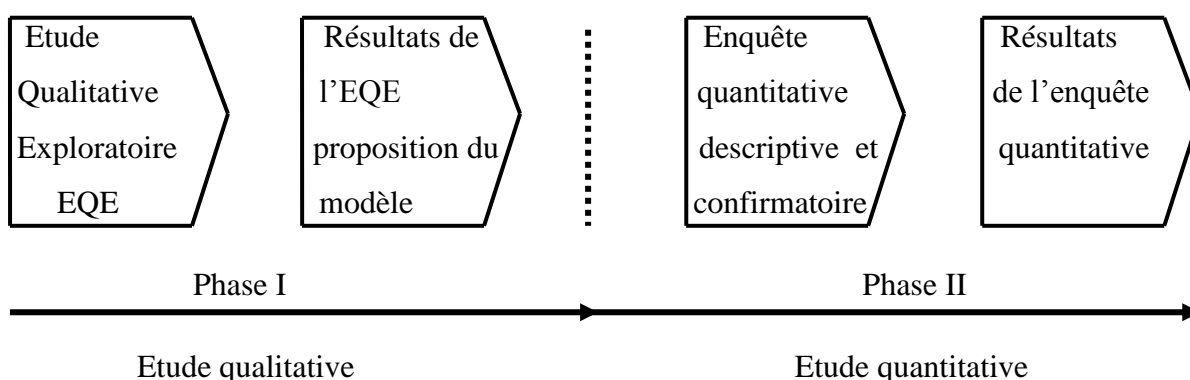 Etude
Qualitative
Exploratoire
EQE
Résultats de
l’EQE
proposition du
modèle
Enquête
quantitative
descriptive et
confirmatoire
Résultats
de l’enquête
quantitative
Phase I
Phase II
Etude qualitative
Etude quantitative